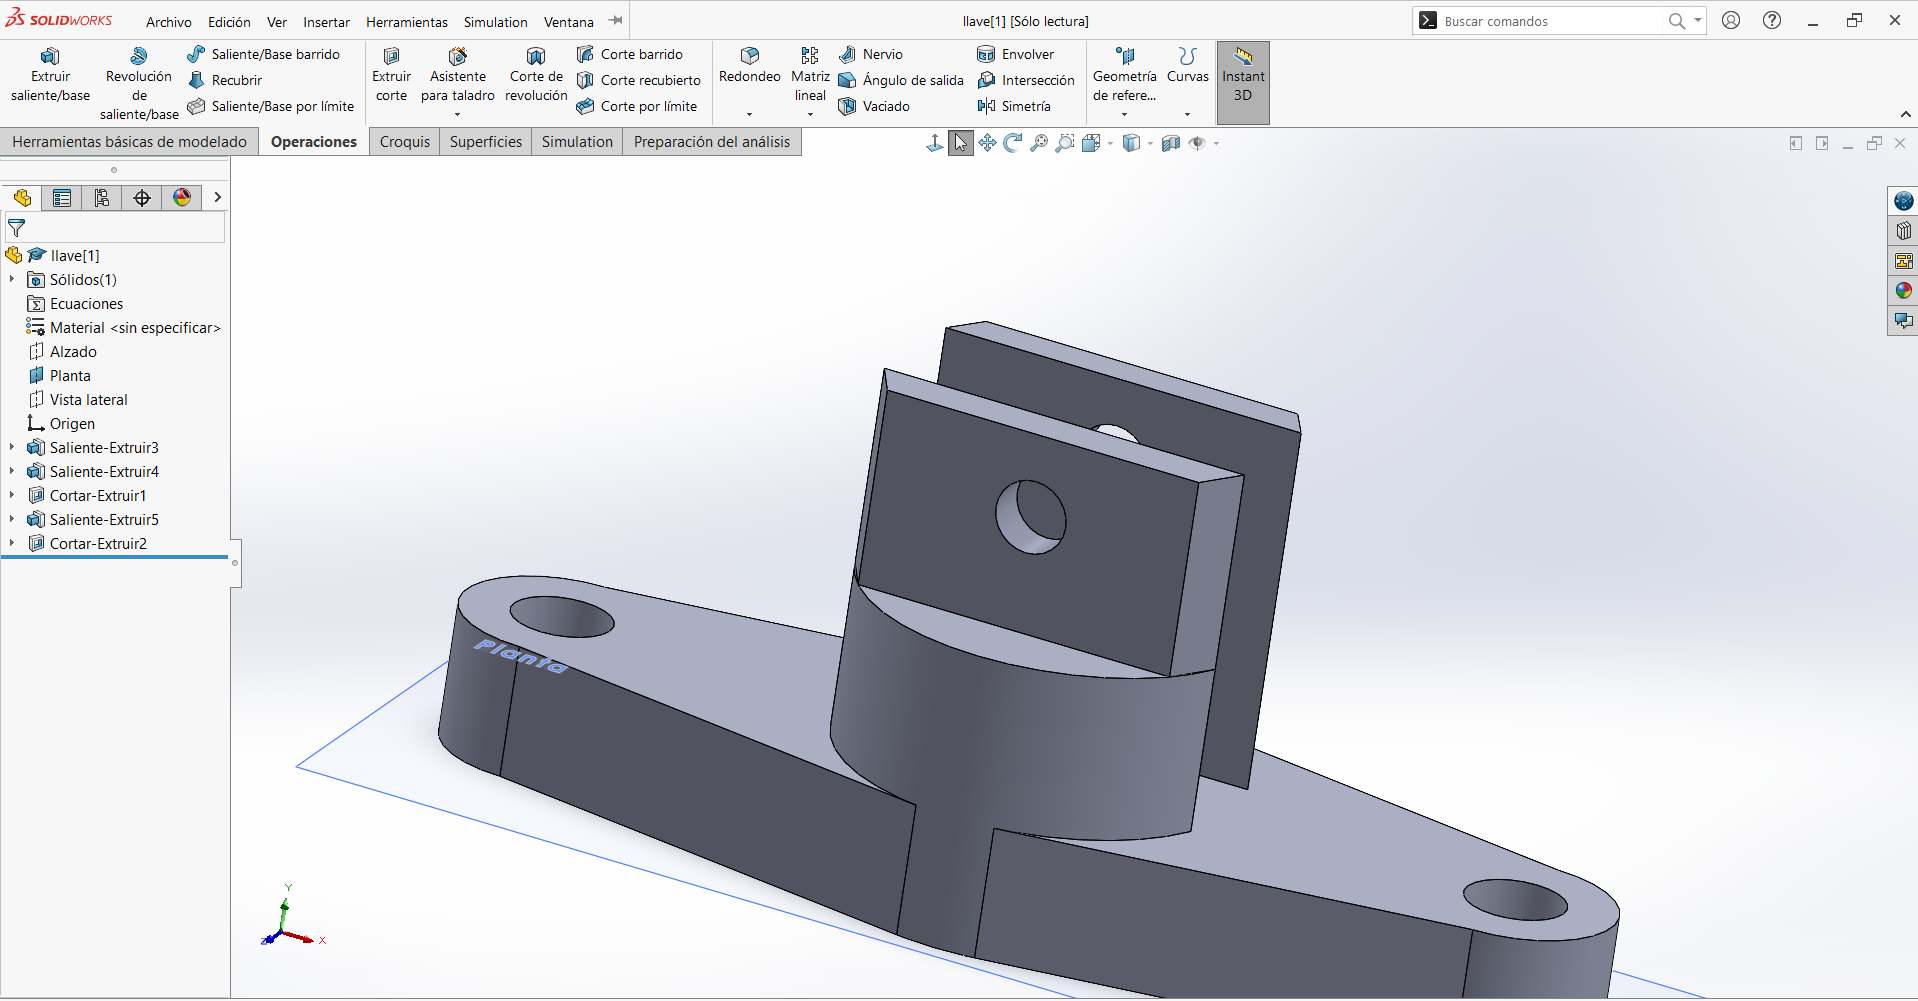 SOLIDWORKS
Archivo Edición Ver Insertar Herramientas Simulation Ventana
llave[1] [Sólo lectura]
Buscar comandos
Extruir saliente/base
Revolución de saliente/base
Saliente/Base barrido
Recubrir
Saliente/Base por límite
Extruir corte
Asistente para taladro
Corte de revolución
Corte barrido
Corte recubierto
Corte por límite
Redondeo
Matriz lineal
Nervio
Ángulo de salida
Vaciado
Envolver
Intersección
Simetría
Geometría de refere...
Curvas
Instant 3D
Herramientas básicas de modelado Operaciones Croquis Superficies Simulation Preparación del análisis
llave[1]
Sólidos(1)
Ecuaciones
Material <sin especificar>
Alzado
Planta
Vista lateral
Origen
Saliente-Extruir3
Saliente-Extruir4
Cortar-Extruir1
Saliente-Extruir5
Cortar-Extruir2
Planta
Y
Z
X